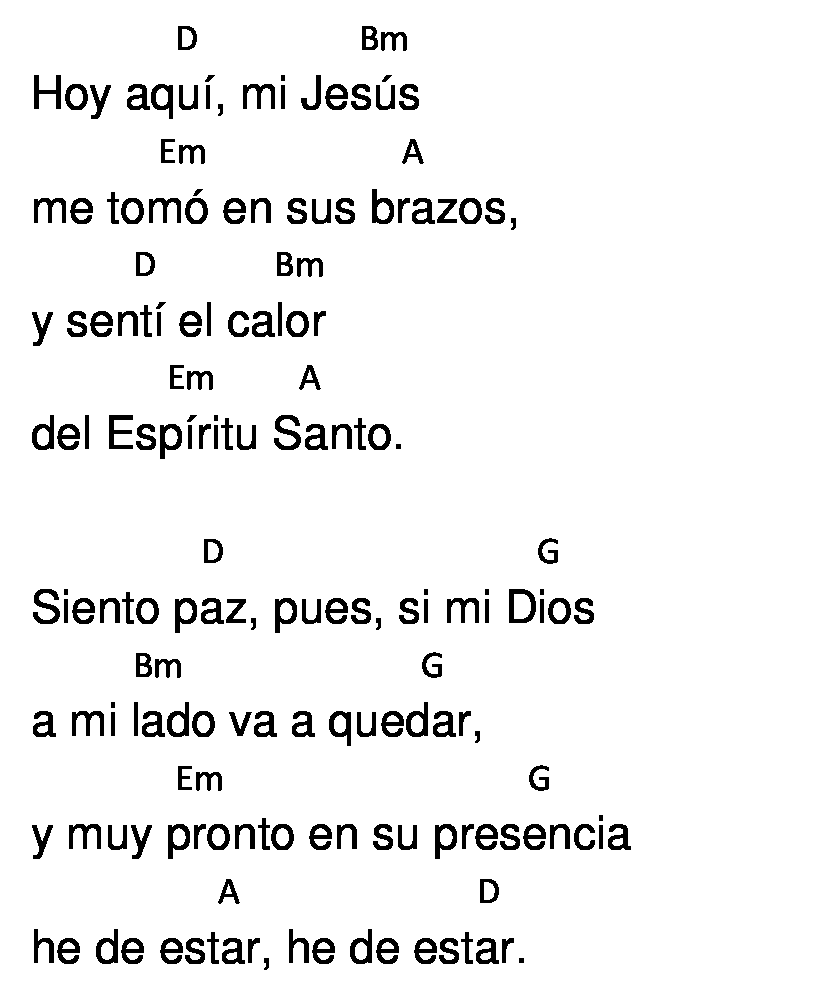 D Bm
Hoy aquí, mi Jesús
Em A
me tomó en sus brazos,
D Bm
y sentí el calor
Em A
del Espíritu Santo.
D G
Siento paz, pues, si mi Dios
Bm G
a mi lado va a quedar,
Em G
y muy pronto en su presencia
A D
he de estar, he de estar.